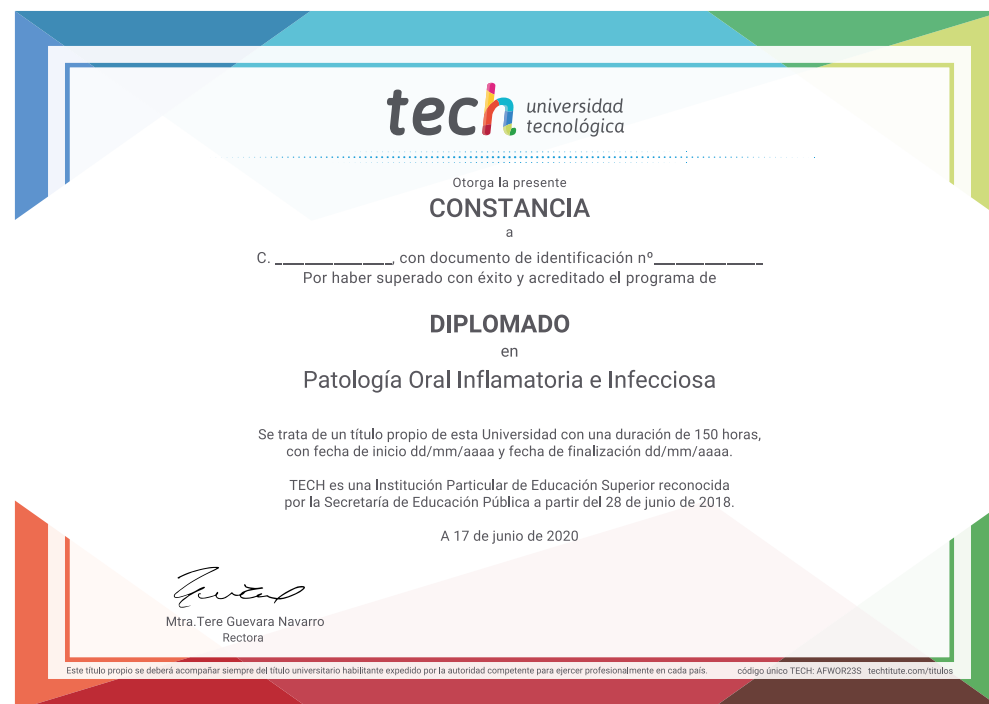 tech universidad
tecnológica
Otorga la presente
CONSTANCIA
a
C. ______________, con documento de identificación nº______________
Por haber superado con éxito y acreditado el programa de
DIPLOMADO
en
Patología Oral Inflamatoria e Infecciosa
Se trata de un título propio de esta Universidad con una duración de 150 horas,
con fecha de inicio dd/mm/aaaa y fecha de finalización dd/mm/aaaa.
TECH es una Institución Particular de Educación Superior reconocida
por la Secretaría de Educación Pública a partir del 28 de junio de 2018.
A 17 de junio de 2020
Mtra.Tere Guevara Navarro
Rectora
Este título propio se deberá acompañar siempre del título universitario habilitante expedido por la autoridad competente para ejercer profesionalmente en cada país. código único TECH: AFWOR23S techtitute.com/titulos